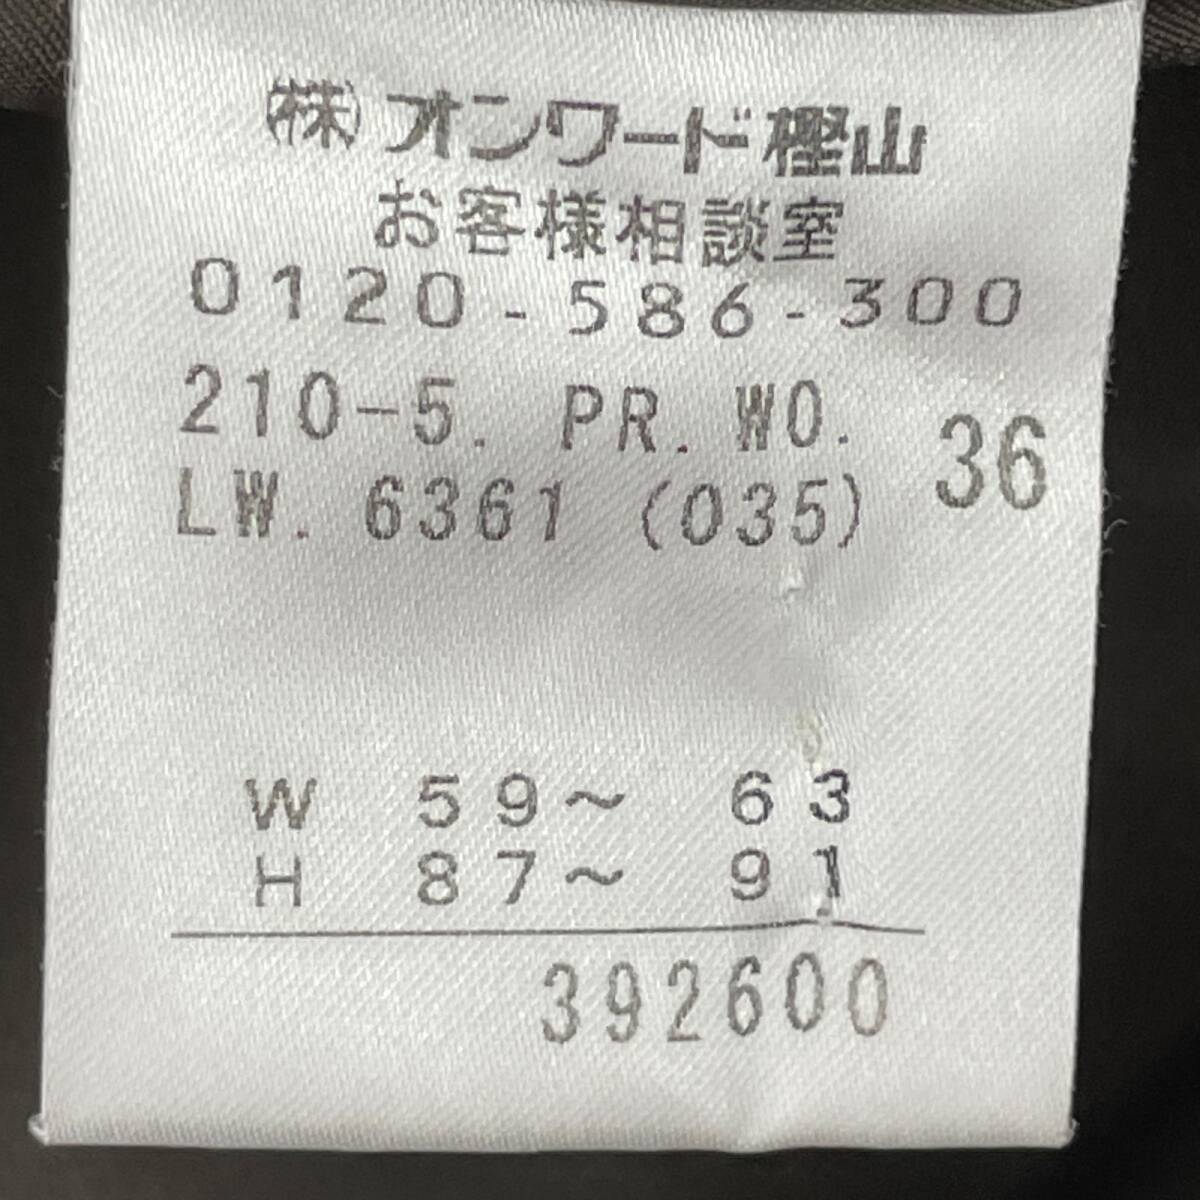 (株)オンワード樫山
お客様相談室
0120-586-300
210-5. PR. WO. 36
LW. 6361 (035)
W 59～ 63
H 87～ 91
392600